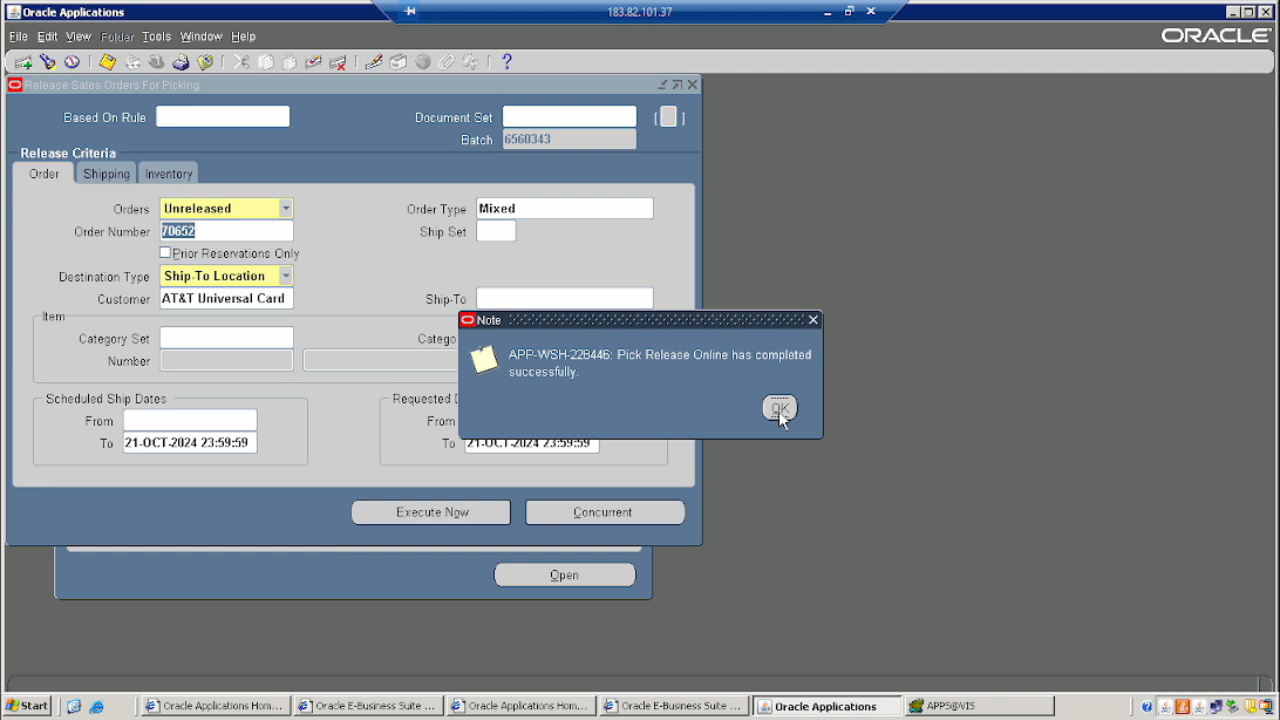 Oracle Applications
183.82.101.37
File Edit View Folder Tools Window Help
ORACLE
Release Sales Orders For Picking
Based On Rule
Document Set
[ ]
Batch 6560343
Release Criteria
Order Shipping Inventory
Orders Unreleased
Order Type Mixed
Order Number 70652
Ship Set
Prior Reservations Only
Destination Type Ship-To Location
Customer AT&T Universal Card
Ship-To
Item
Category Set
Catego
Number
Note
APP-WSH-228446: Pick Release Online has completed
successfully.
OK
Scheduled Ship Dates
Requested D
From
From
To 21-OCT-2024 23:59:59
To 21-OCT-2024 23:59:59
Execute Now
Concurrent
Open
Start
Oracle Applications Hom...
Oracle E-Business Suite ...
Oracle Applications Hom...
Oracle E-Business Suite ...
Oracle Applications
APPS@VIS